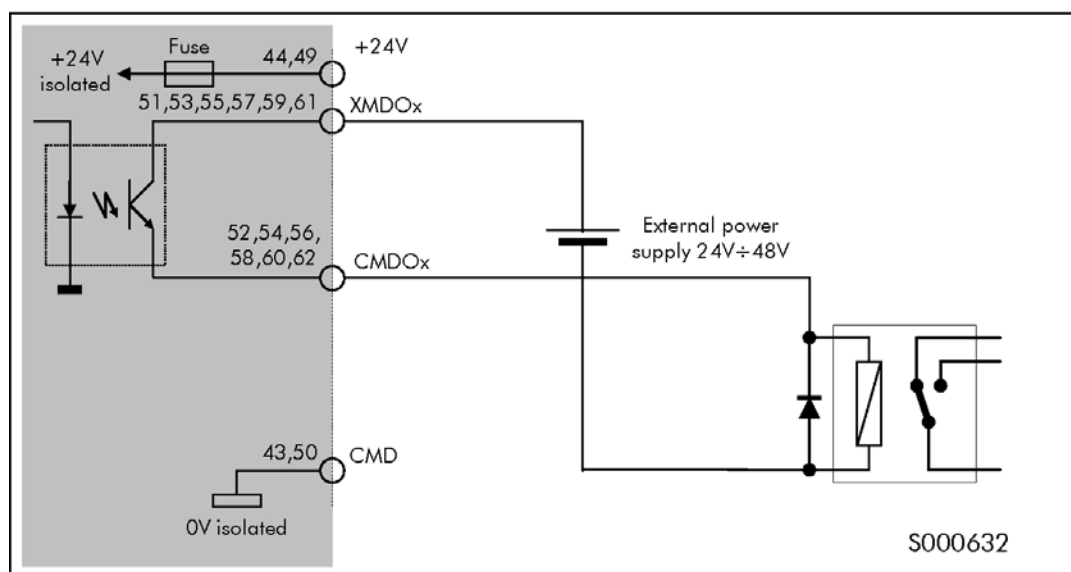 Fuse
44,49
+24V
+24V
isolated
51,53,55,57,59,61
XMDOx
External power
supply 24V÷48V
52,54,56,
58,60,62
CMDOx
43,50
CMD
0V isolated
S000632